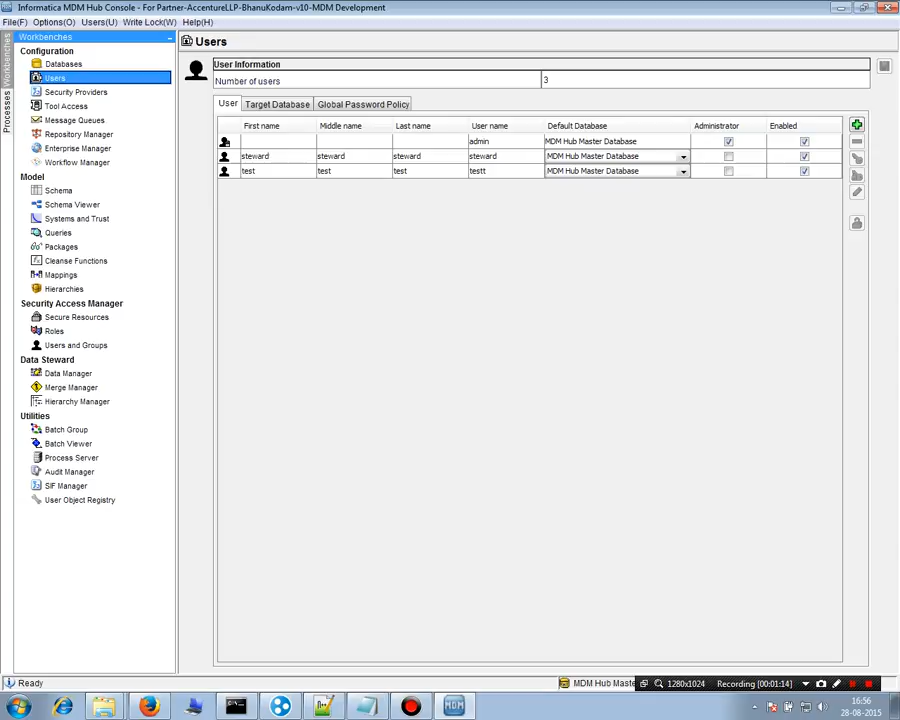 Informatica MDM Hub Console - For Partner-AccentureLLP-BhanuKodam-v10-MDM Development
File(F) Options(O) Users(U) Write Lock(W) Help(H)
Workbenches
Processes
Workbenches
Configuration
Databases
Users
Security Providers
Tool Access
Message Queues
Repository Manager
Enterprise Manager
Workflow Manager
Model
Schema
Schema Viewer
Systems and Trust
Queries
Packages
Cleanse Functions
Mappings
Hierarchies
Security Access Manager
Secure Resources
Roles
Users and Groups
Data Steward
Data Manager
Merge Manager
Hierarchy Manager
Utilities
Batch Group
Batch Viewer
Process Server
Audit Manager
SIF Manager
User Object Registry
Users
User Information
Number of users 3
User Target Database Global Password Policy
First name Middle name Last name User name Default Database Administrator Enabled
admin MDM Hub Master Database
steward steward steward steward MDM Hub Master Database
test test test testt MDM Hub Master Database
Ready
MDM Hub Maste
1280x1024 Recording [00:01:14]
MDM
16:56
28-08-2015